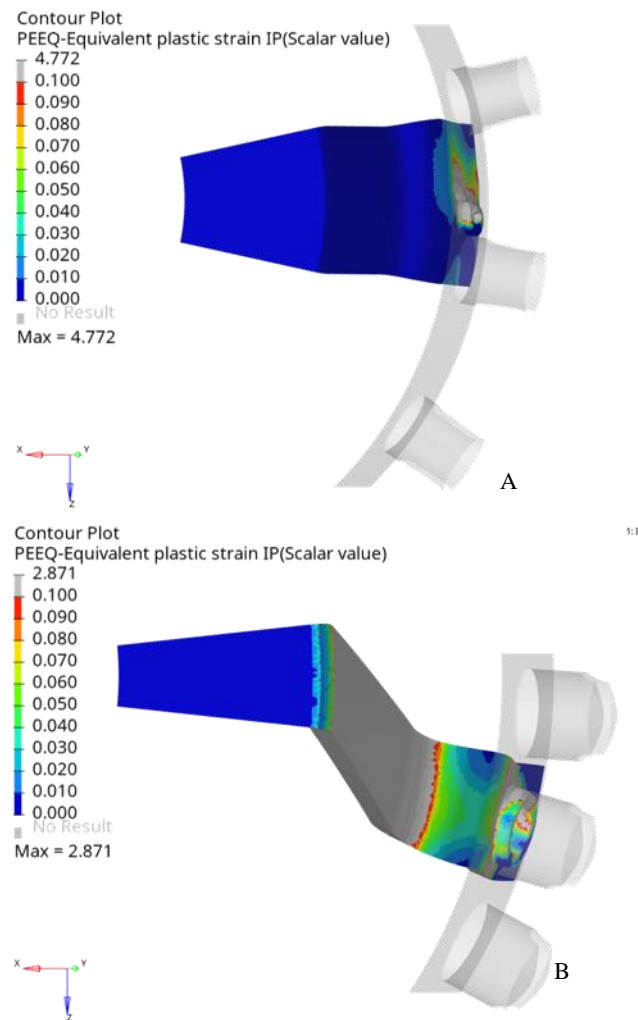 Contour Plot
PEEQ-Equivalent plastic strain IP(Scalar value)
4.772
0.100
0.090
0.080
0.070
0.060
0.050
0.040
0.030
0.020
0.010
0.000
No Result
Max = 4.772
X Y
Z
A
Contour Plot
PEEQ-Equivalent plastic strain IP(Scalar value)
2.871
0.100
0.090
0.080
0.070
0.060
0.050
0.040
0.030
0.020
0.010
0.000
No Result
Max = 2.871
X Y
Z
B